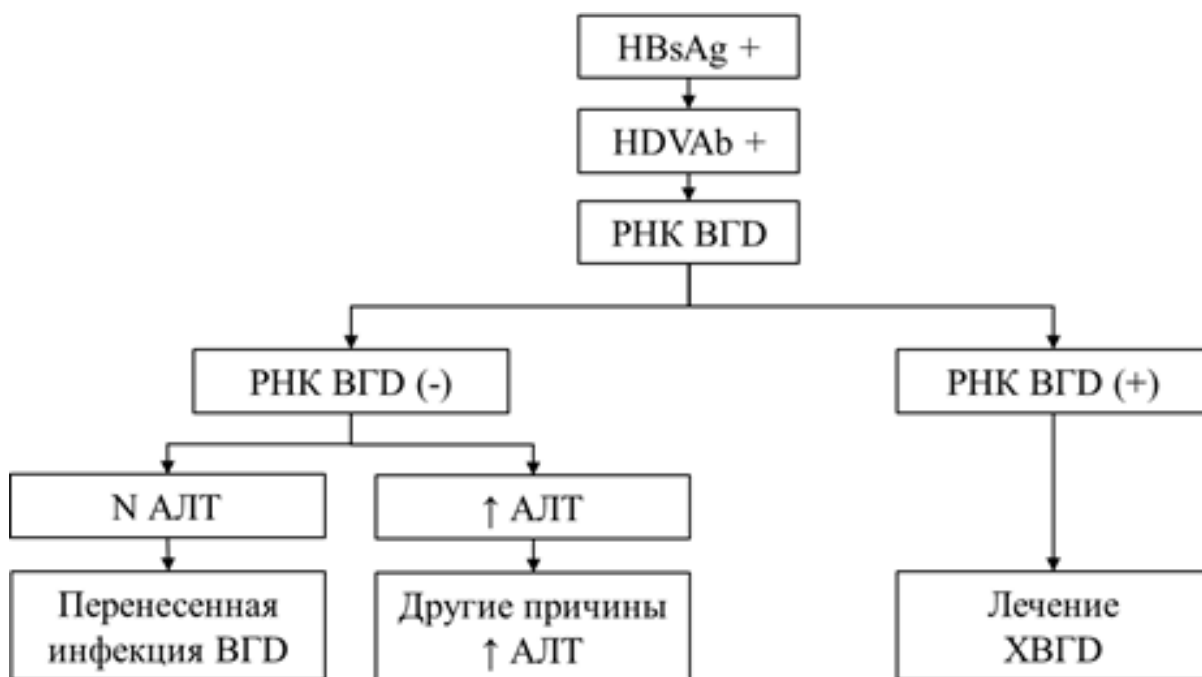 HBsAg +
HDVAb +
РНК ВГD
РНК ВГD (-)
РНК ВГD (+)
N АЛТ
↑ АЛТ
Перенесенная
инфекция ВГD
Другие причины
↑ АЛТ
Лечение
ХВГD